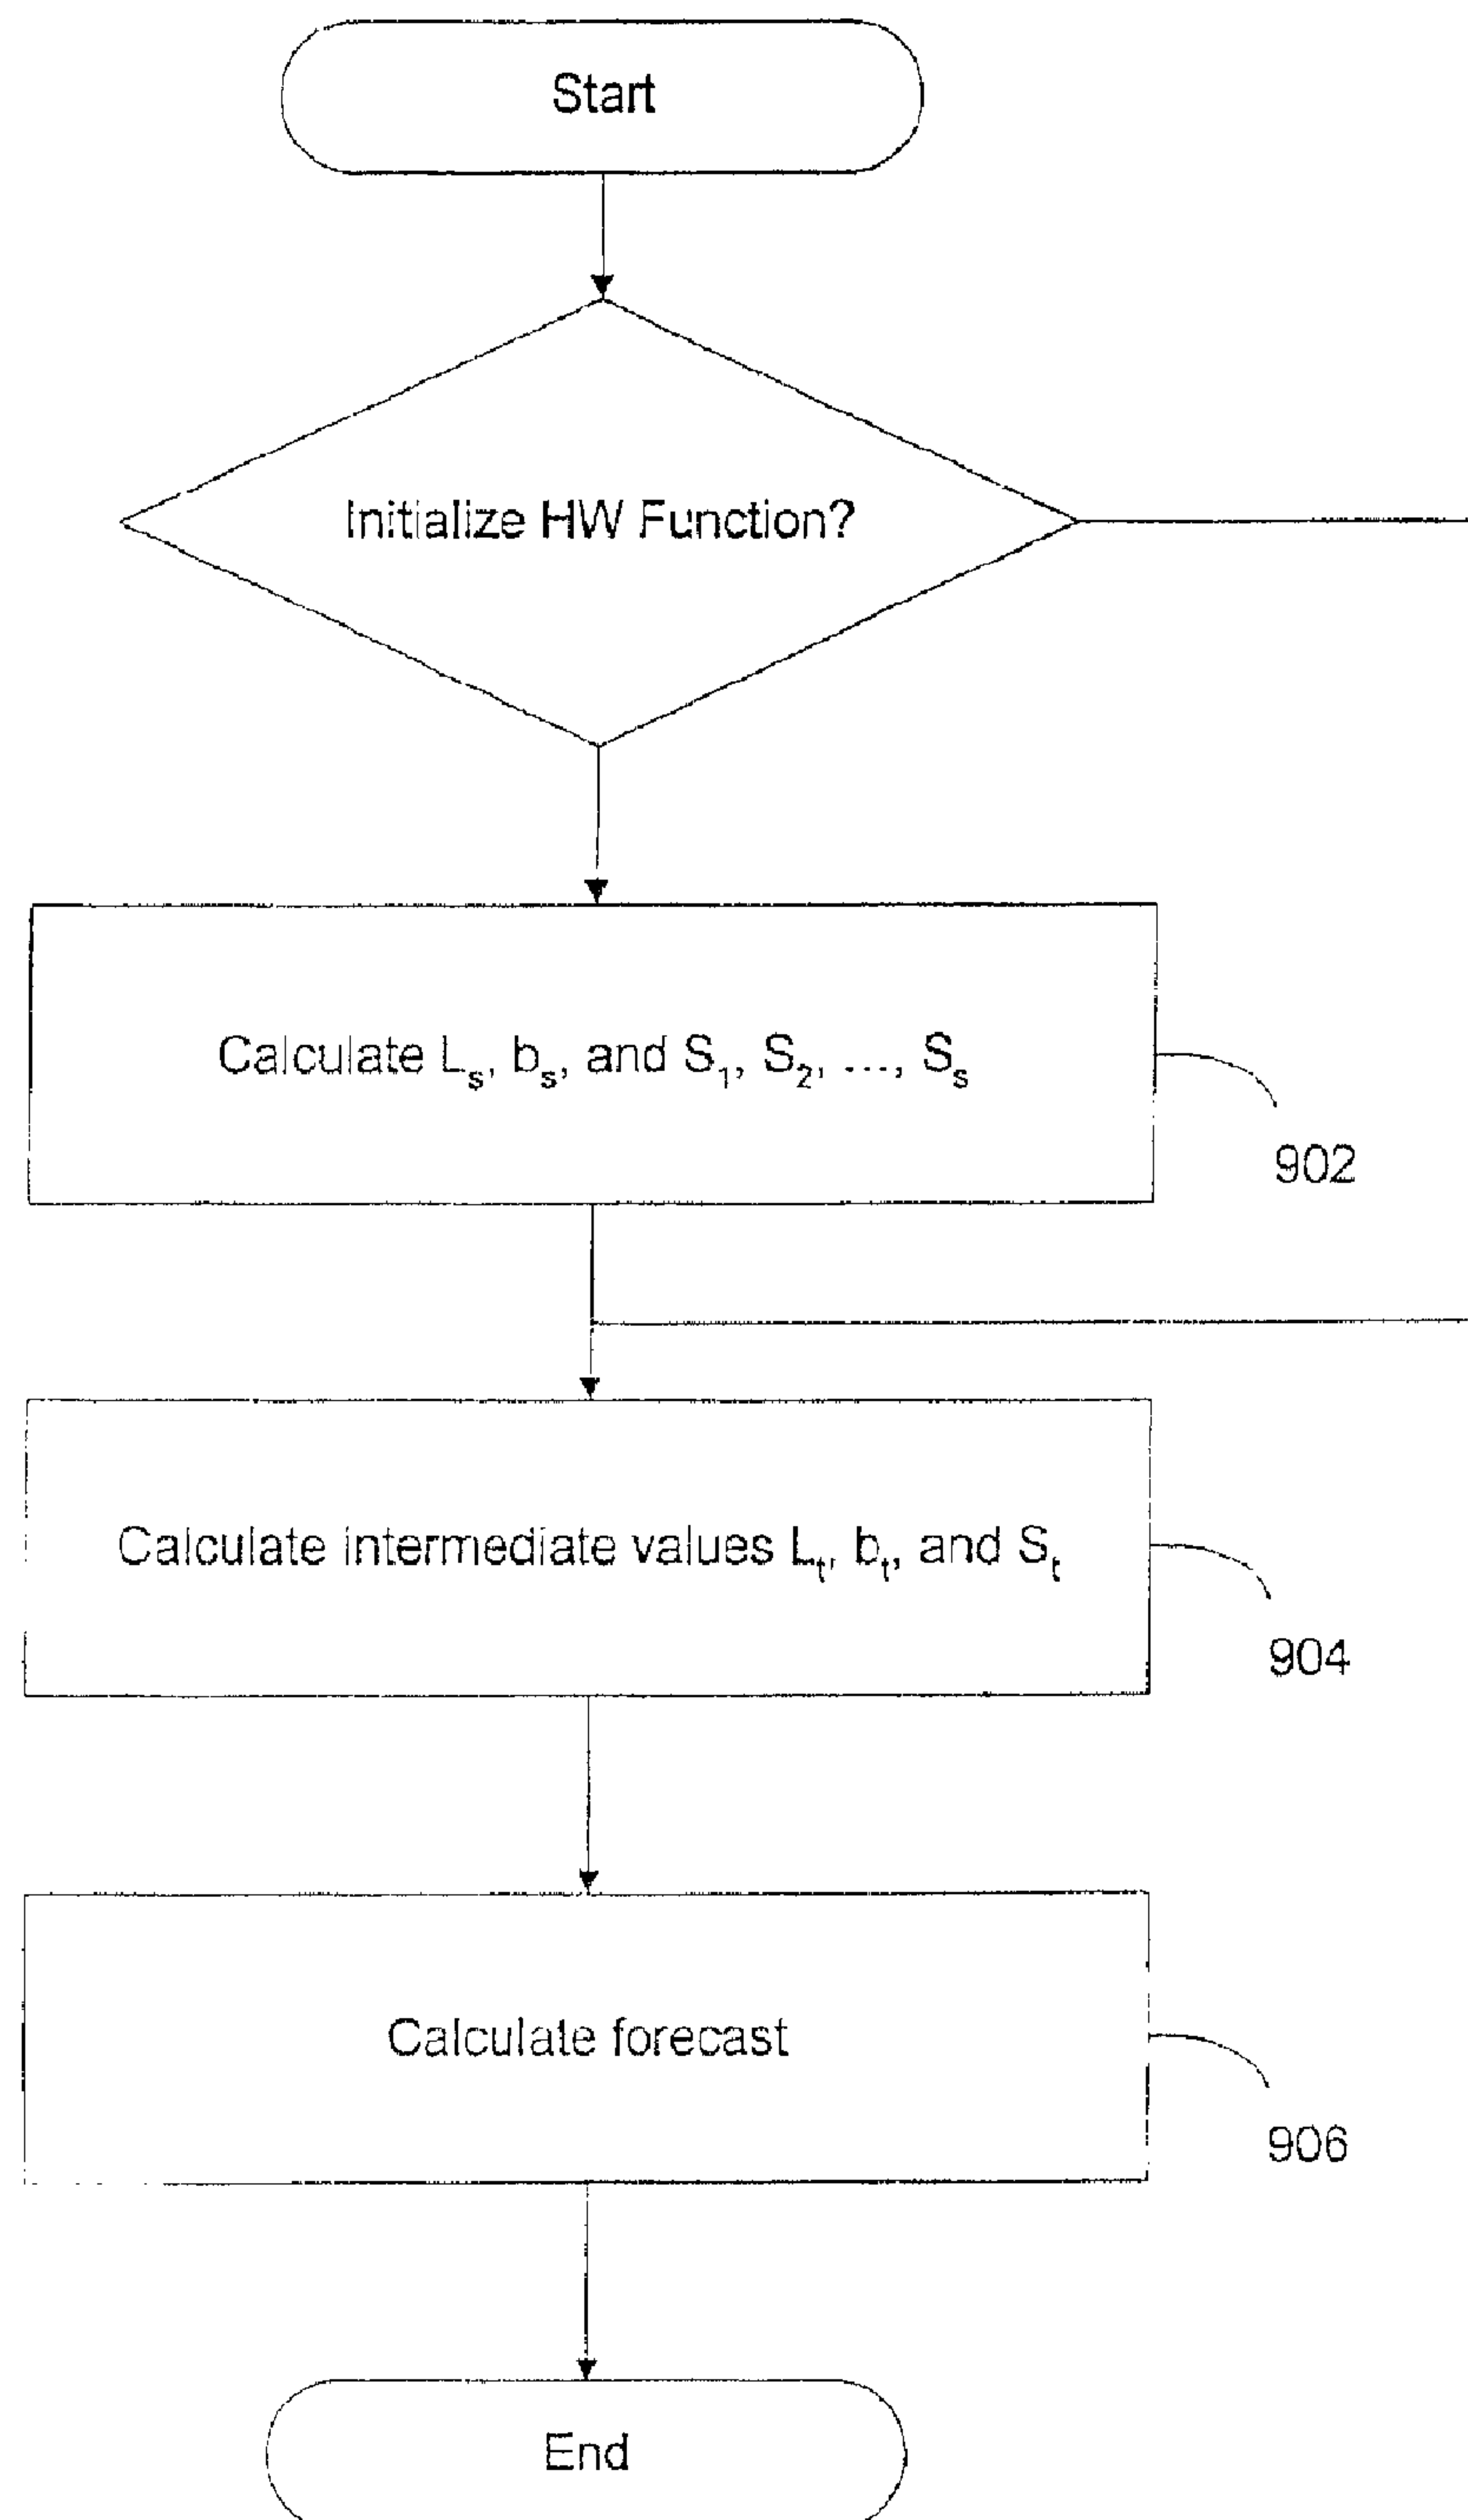 Start
Initialize HW Function?
Calculate Lₛ, bₛ, and S₁, S₂, ..., Sₛ
902
Calculate intermediate values Lₜ, bₜ, and Sₜ
904
Calculate forecast
906
End